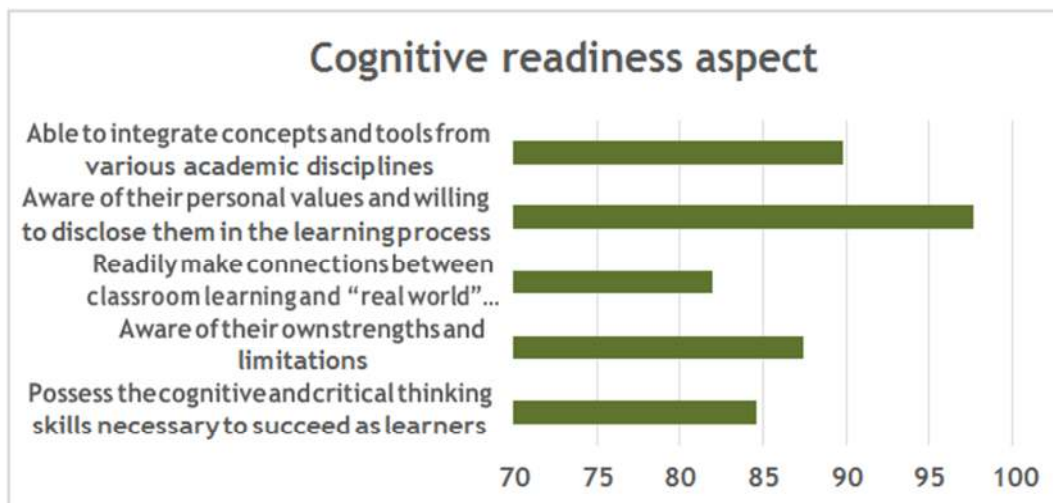 Cognitive readiness aspect
Able to integrate concepts and tools from
various academic disciplines
Aware of their personal values and willing
to disclose them in the learning process
Readily make connections between
classroom learning and “real world”...
Aware of their own strengths and
limitations
Possess the cognitive and critical thinking
skills necessary to succeed as learners
70 75 80 85 90 95 100